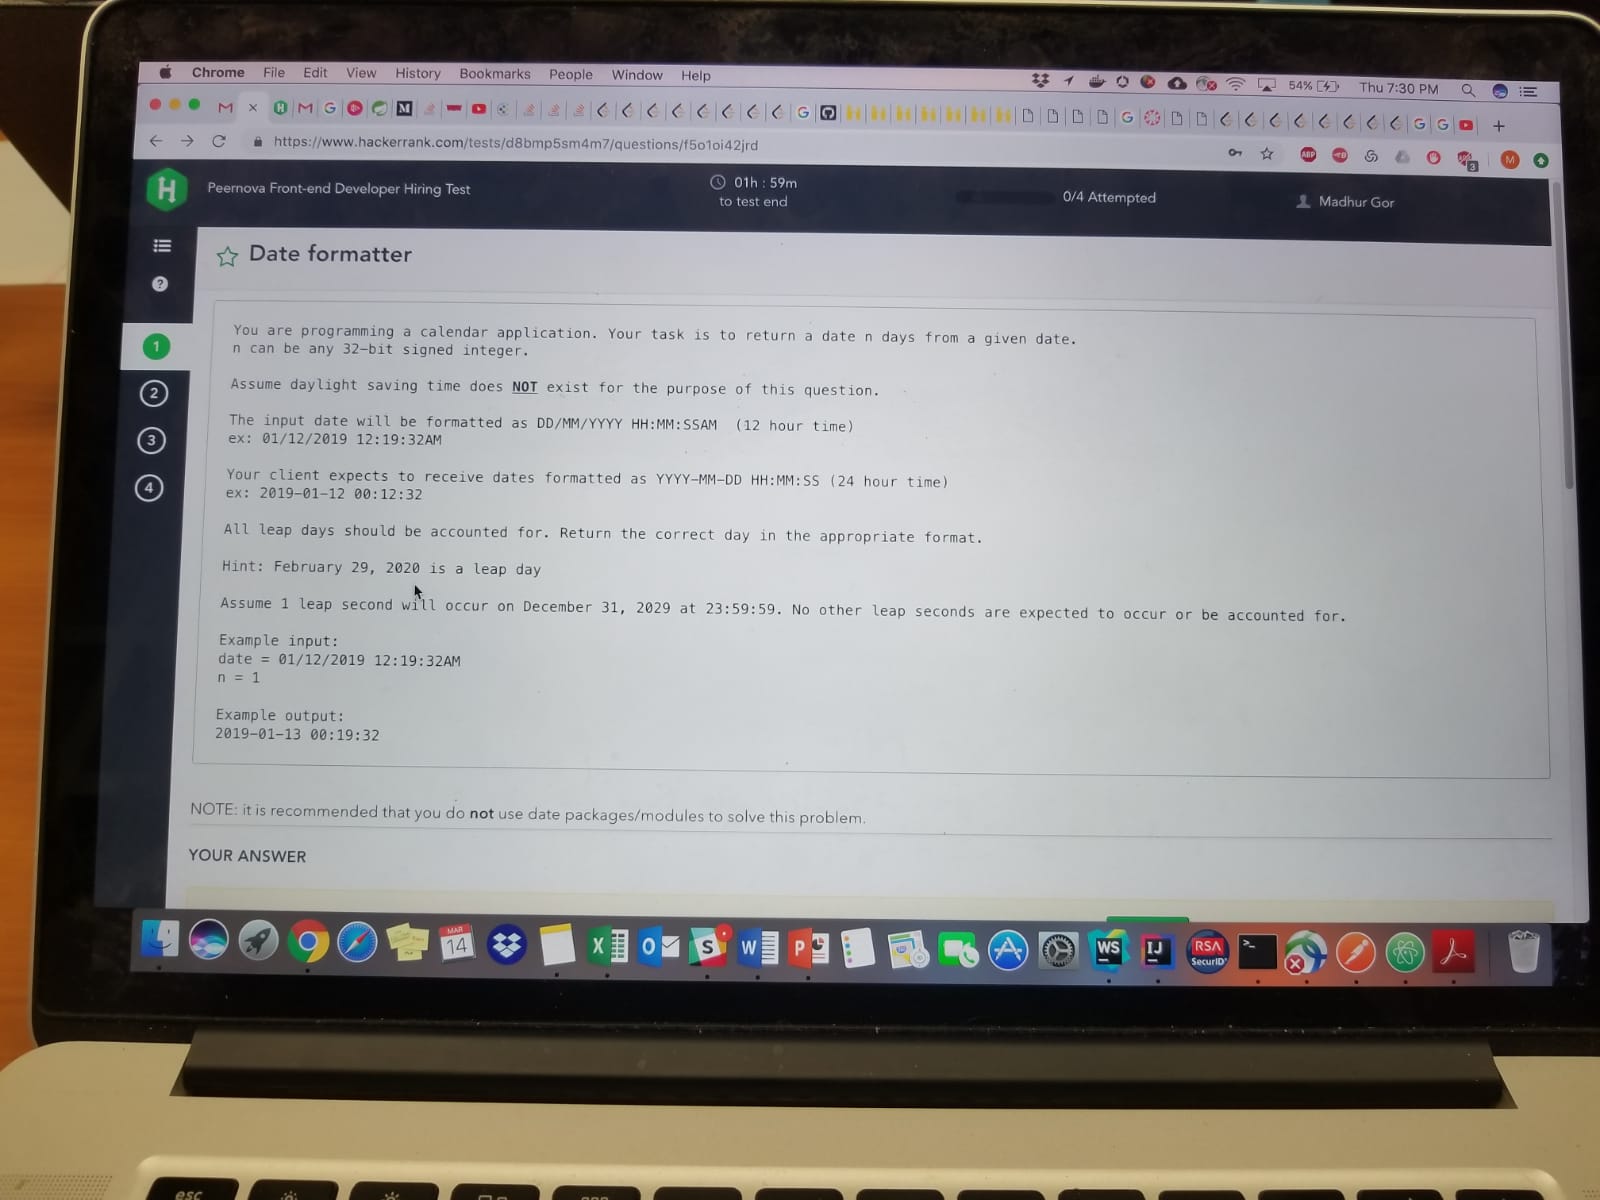 Chrome File Edit View History Bookmarks People Window Help 54% Thu 7:30 PM
https://www.hackerrank.com/tests/d8bmp5sm4m7/questions/f5o1oi42jrd
Peernova Front-end Developer Hiring Test
01h : 59m
to test end
0/4 Attempted
Madhur Gor
Date formatter
1
2
3
4
You are programming a calendar application. Your task is to return a date n days from a given date.
n can be any 32-bit signed integer.
Assume daylight saving time does NOT exist for the purpose of this question.
The input date will be formatted as DD/MM/YYYY HH:MM:SSAM (12 hour time)
ex: 01/12/2019 12:19:32AM
Your client expects to receive dates formatted as YYYY-MM-DD HH:MM:SS (24 hour time)
ex: 2019-01-12 00:12:32
All leap days should be accounted for. Return the correct day in the appropriate format.
Hint: February 29, 2020 is a leap day
Assume 1 leap second will occur on December 31, 2029 at 23:59:59. No other leap seconds are expected to occur or be accounted for.
Example input:
date = 01/12/2019 12:19:32AM
n = 1
Example output:
2019-01-13 00:19:32
NOTE: it is recommended that you do not use date packages/modules to solve this problem.
YOUR ANSWER
MAR
14
WS
IJ
RSA
SecurID
esc